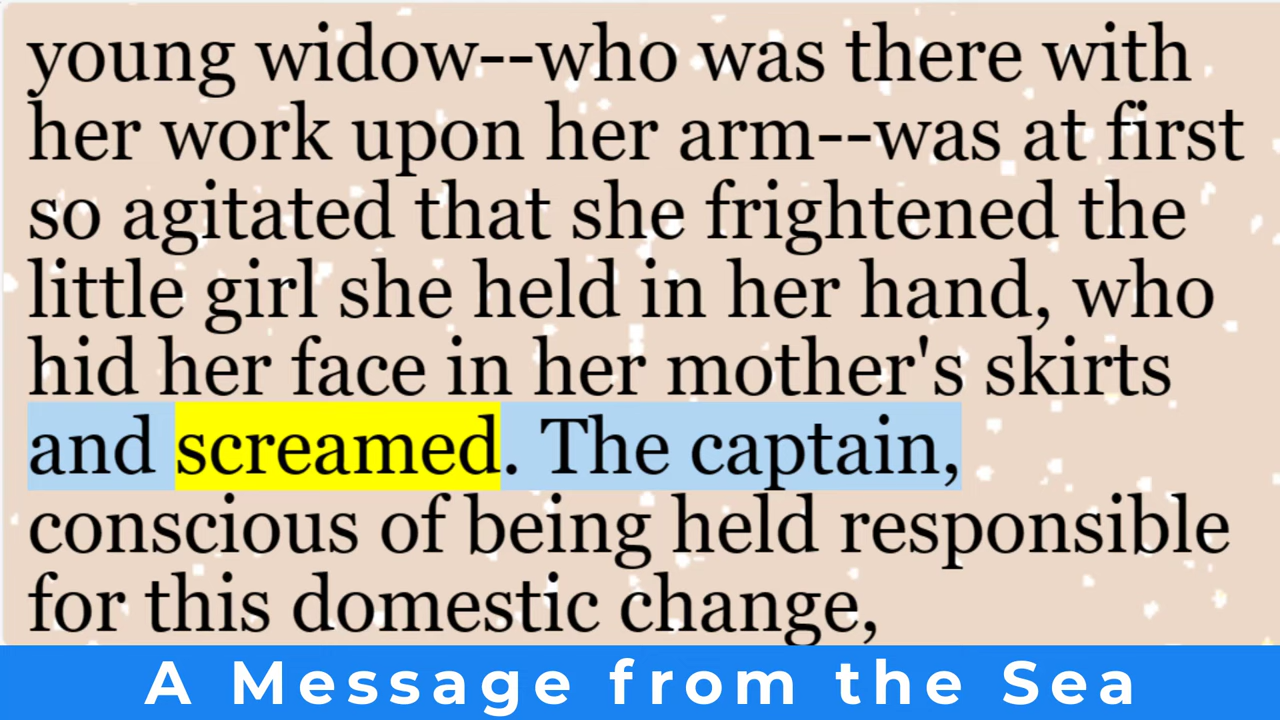 young widow--who was there with
her work upon her arm--was at first
so agitated that she frightened the
little girl she held in her hand, who
hid her face in her mother's skirts
and screamed. The captain,
conscious of being held responsible
for this domestic change,
A Message from the Sea